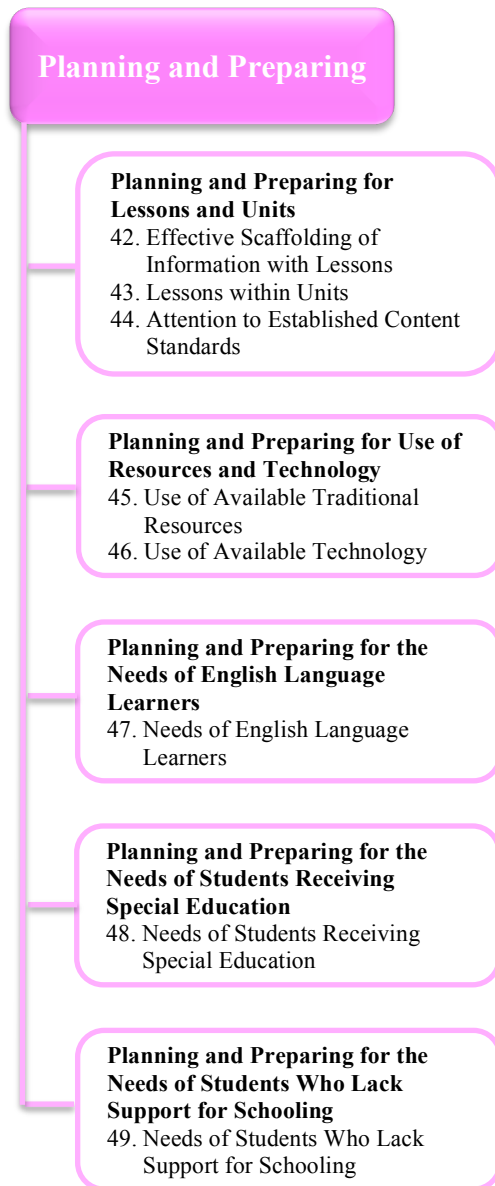 Planning and Preparing
Planning and Preparing for
Lessons and Units
42. Effective Scaffolding of
Information with Lessons
43. Lessons within Units
44. Attention to Established Content
Standards
Planning and Preparing for Use of
Resources and Technology
45. Use of Available Traditional
Resources
46. Use of Available Technology
Planning and Preparing for the
Needs of English Language
Learners
47. Needs of English Language
Learners
Planning and Preparing for the
Needs of Students Receiving
Special Education
48. Needs of Students Receiving
Special Education
Planning and Preparing for the
Needs of Students Who Lack
Support for Schooling
49. Needs of Students Who Lack
Support for Schooling